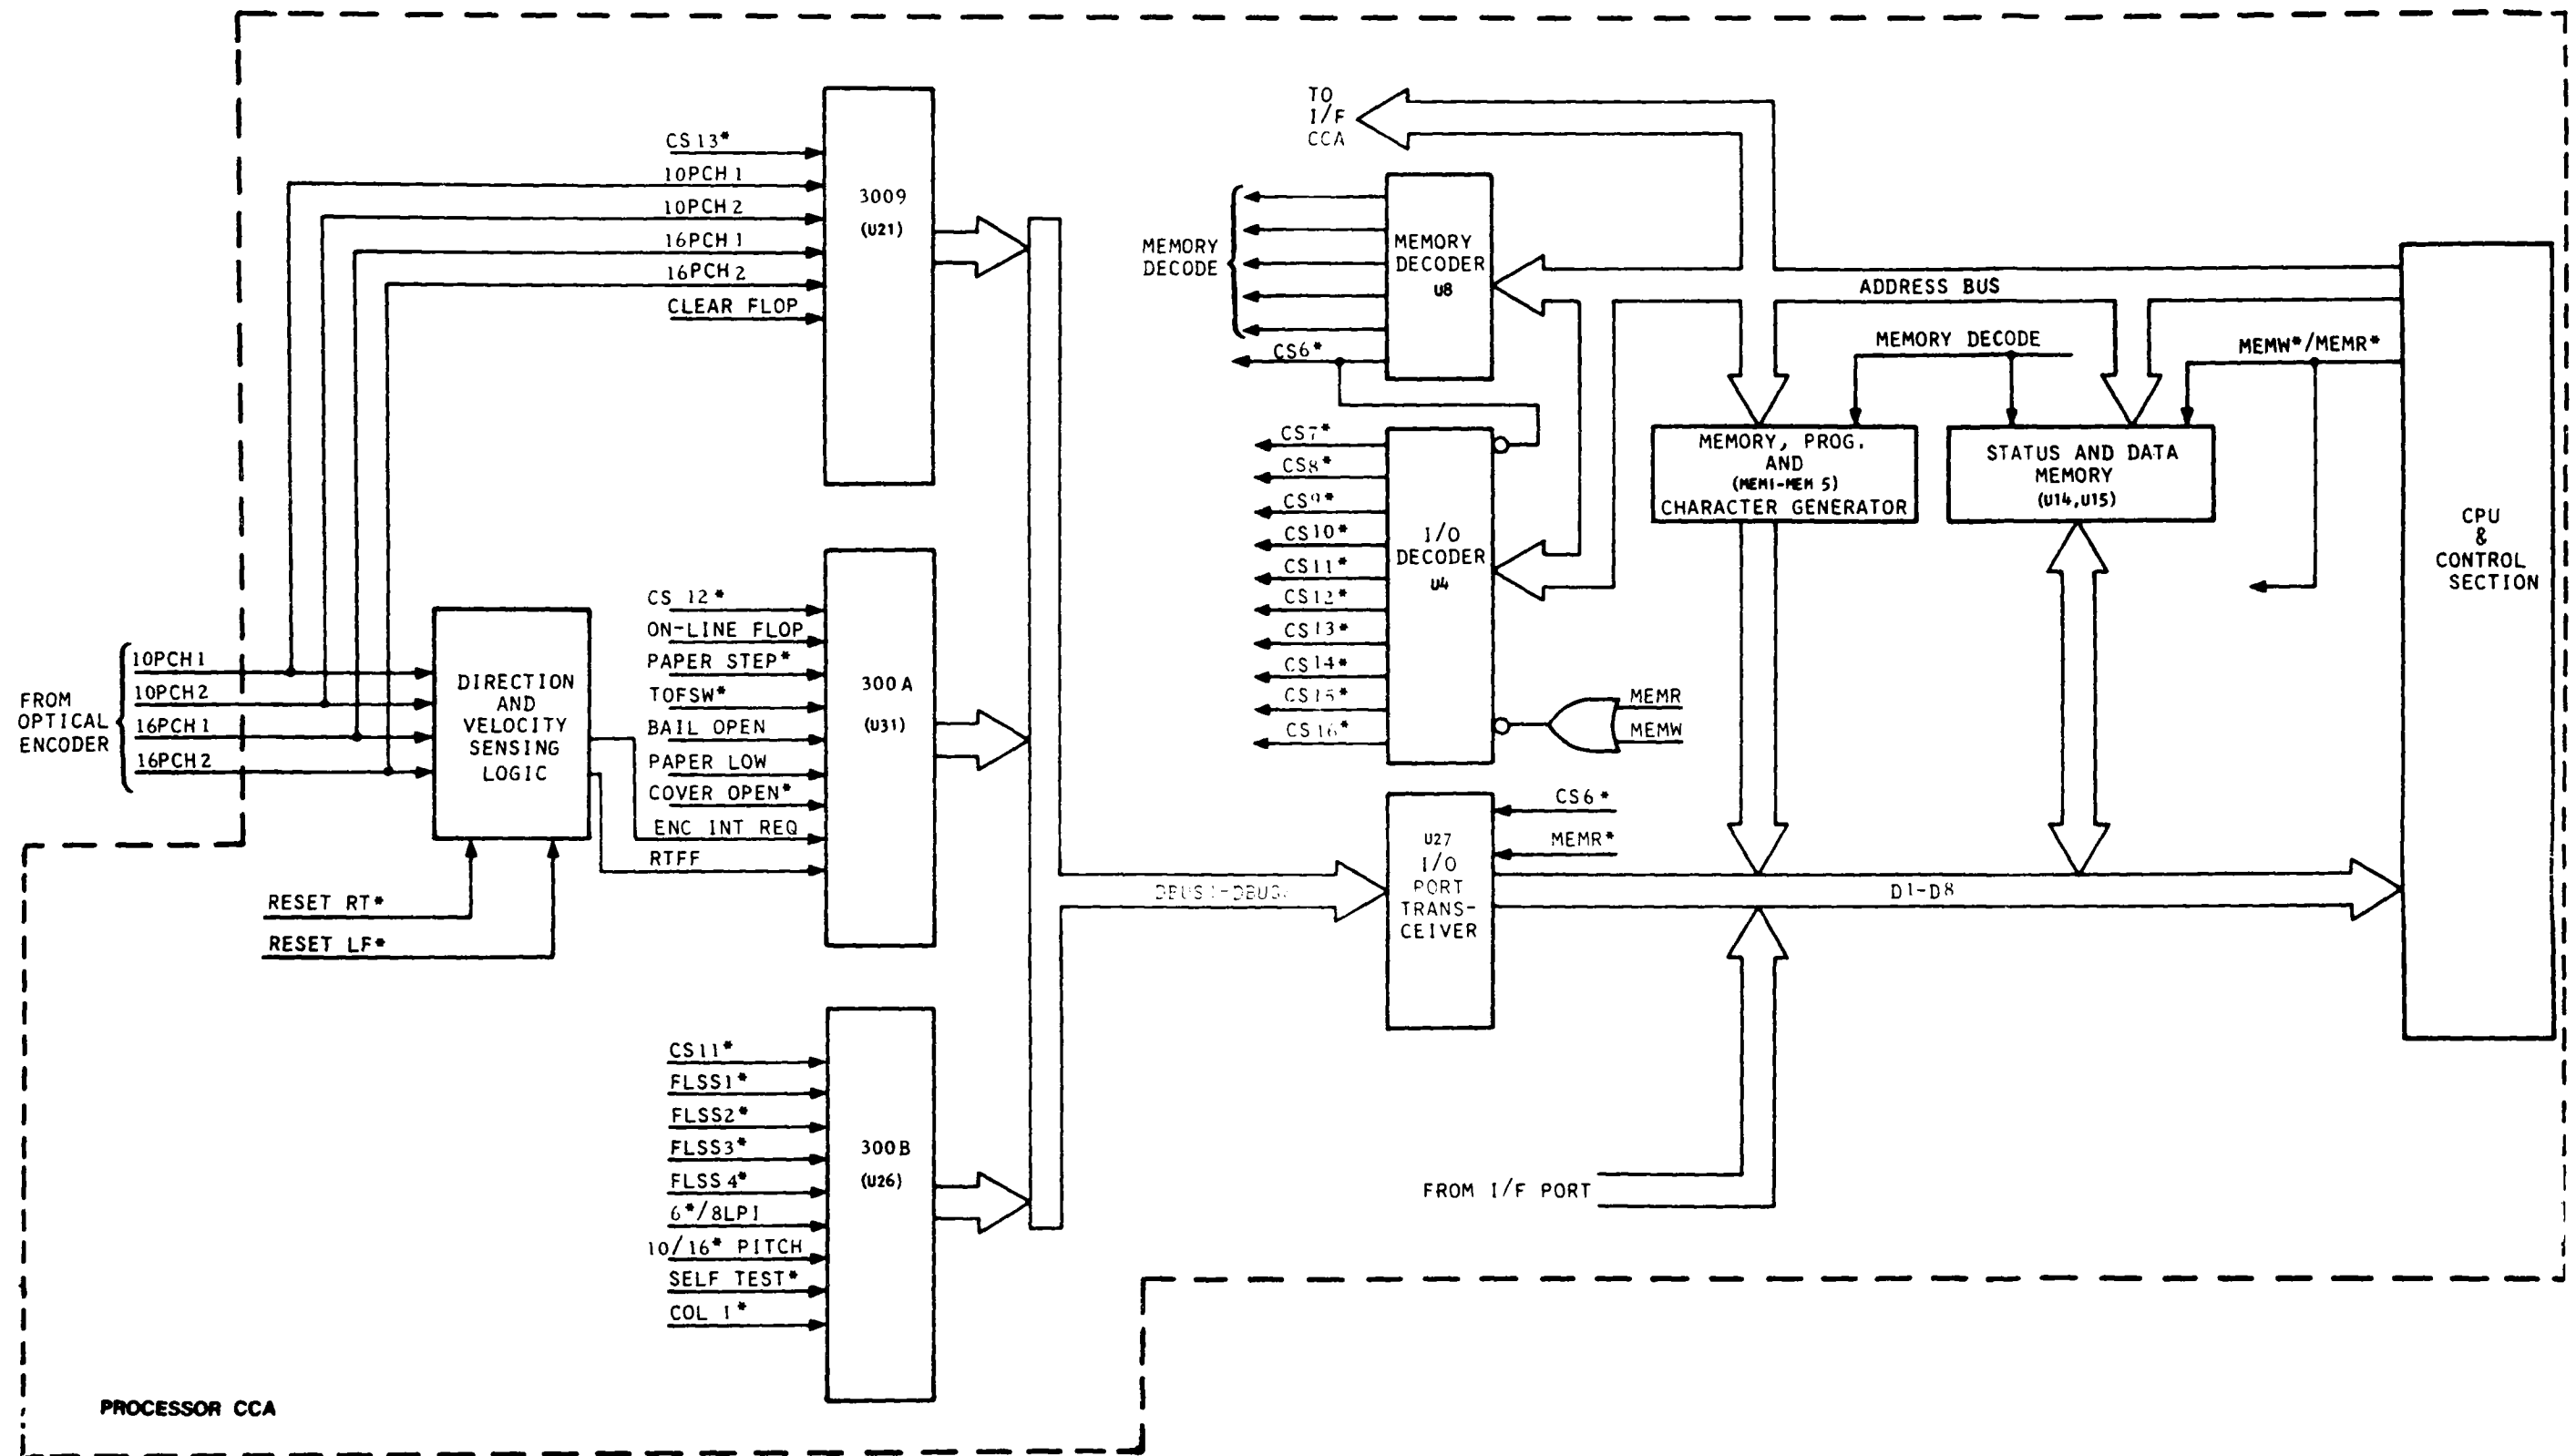 CS13*
10PCH1
10PCH2
16PCH1
16PCH2
CLEAR FLOP
3009
(U21)
FROM
OPTICAL
ENCODER
10PCH1
10PCH2
16PCH1
16PCH2
DIRECTION
AND
VELOCITY
SENSING
LOGIC
RESET RT*
RESET LF*
CS 12*
ON-LINE FLOP
PAPER STEP*
TOFSW*
BAIL OPEN
PAPER LOW
COVER OPEN*
ENC INT REQ
RTFF
300A
(U31)
CS11*
FLSS1*
FLSS2*
FLSS3*
FLSS4*
6*/8LPI
10/16* PITCH
SELF TEST*
COL 1*
300B
(U26)
TO
I/F
CCA
MEMORY
DECODE
MEMORY
DECODER
U8
CS6*
CS7*
CS8*
CS9*
CS10*
CS11*
CS12*
CS13*
CS14*
CS15*
CS16*
I/O
DECODER
U4
MEMR
MEMW
ADDRESS BUS
MEMORY DECODE
MEMW*/MEMR*
MEMORY, PROG.
AND
(MEM1-MEM 5)
CHARACTER GENERATOR
STATUS AND DATA
MEMORY
(U14,U15)
CPU
&
CONTROL
SECTION
U27
I/O
PORT
TRANS-
CEIVER
CS6*
MEMR*
D1-D8
FROM I/F PORT
PROCESSOR CCA